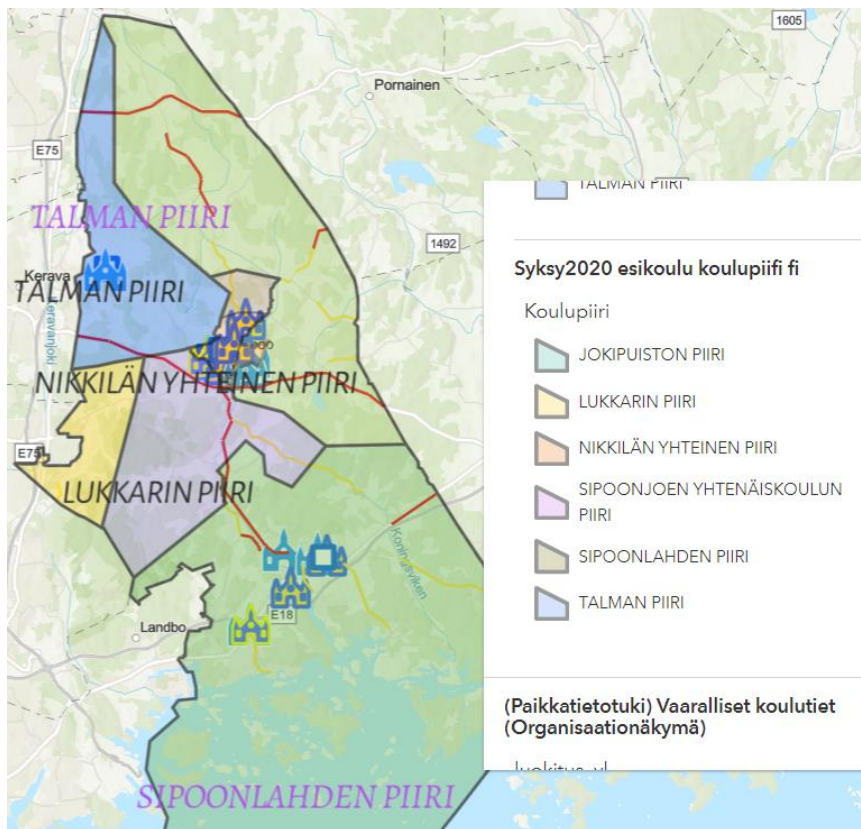 1605
Pornainen
E75
TALMAN PIIRI
1492
Kerava
TALMAN PIIRI
Keravanjoki
NIKKILÄN YHTEINEN PIIRI
E75
LUKKARIN PIIRI
Koningsviken
E18
Landbo
SIPOONLAHDEN PIIRI
TALMAN PIIRI
Syksy2020 esikoulu koulupiifi fi
Koulupiiri
JOKIPUISTON PIIRI
LUKKARIN PIIRI
NIKKILÄN YHTEINEN PIIRI
SIPOONJOEN YHTENÄISKOULUN
PIIRI
SIPOONLAHDEN PIIRI
TALMAN PIIRI
(Paikkatietotuki) Vaaralliset koulutiet
(Organisaationäkymä)